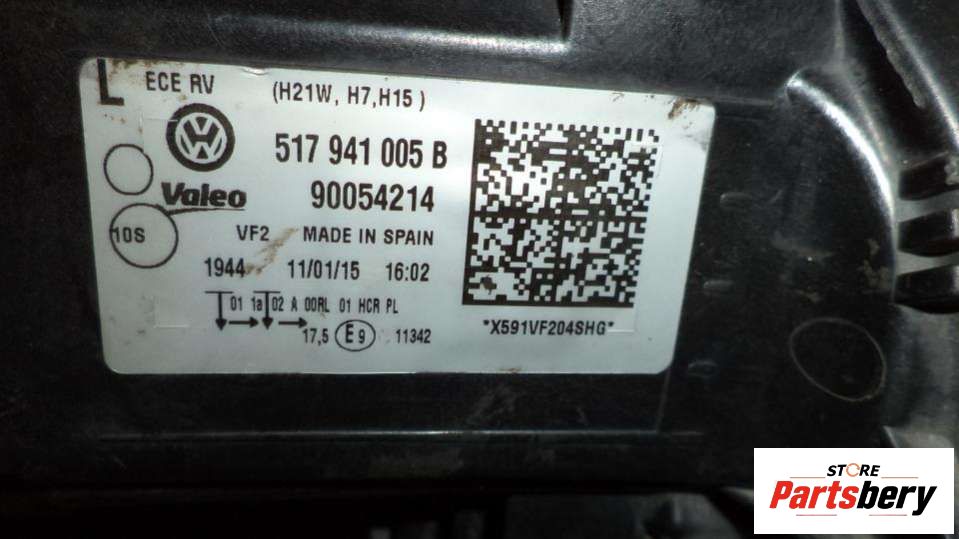 L ECE RV (H21W, H7,H15 )
517 941 005 B
Valeo 90054214
10S VF2 MADE IN SPAIN
1944 11/01/15 16:02
01 1a 02 A 00RL 01 HCR PL
17,5 E9 11342
*X591VF204SHG*
STORE
Partsbery